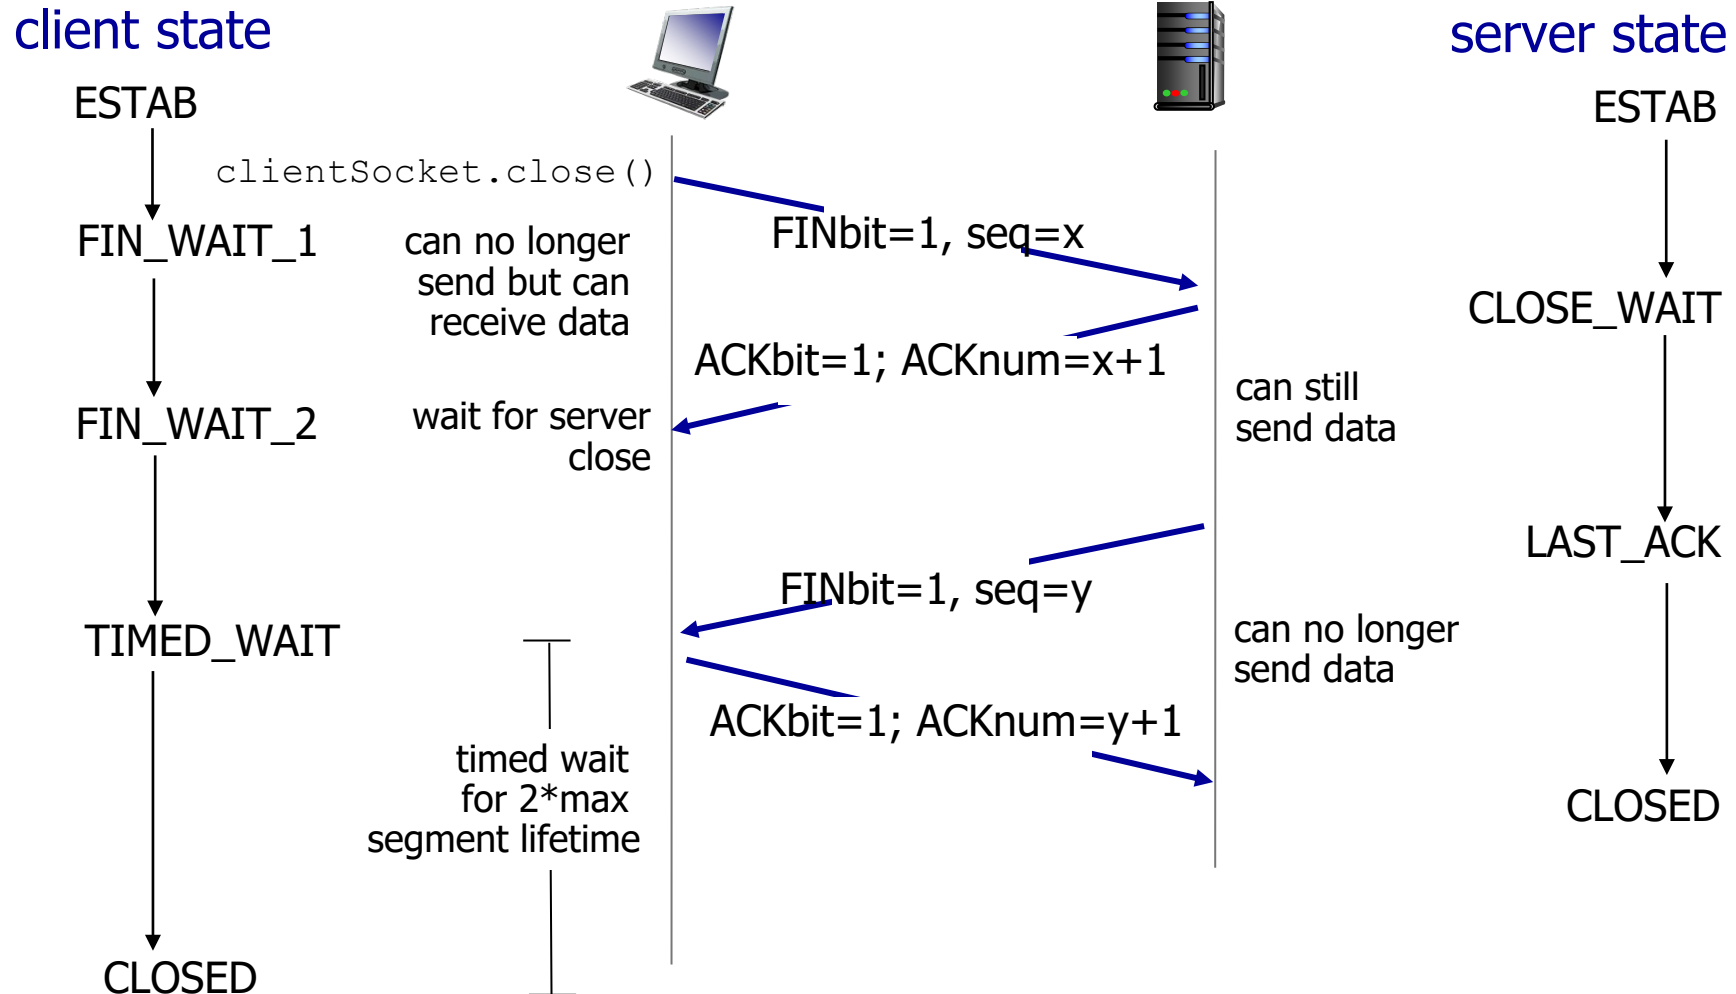 client state
server state
ESTAB
ESTAB
clientSocket.close()
FIN_WAIT_1
can no longer
send but can
receive data
FINbit=1, seq=x
CLOSE_WAIT
ACKbit=1; ACKnum=x+1
can still
send data
FIN_WAIT_2
wait for server
close
LAST_ACK
FINbit=1, seq=y
TIMED_WAIT
can no longer
send data
ACKbit=1; ACKnum=y+1
timed wait
for 2*max
segment lifetime
CLOSED
CLOSED